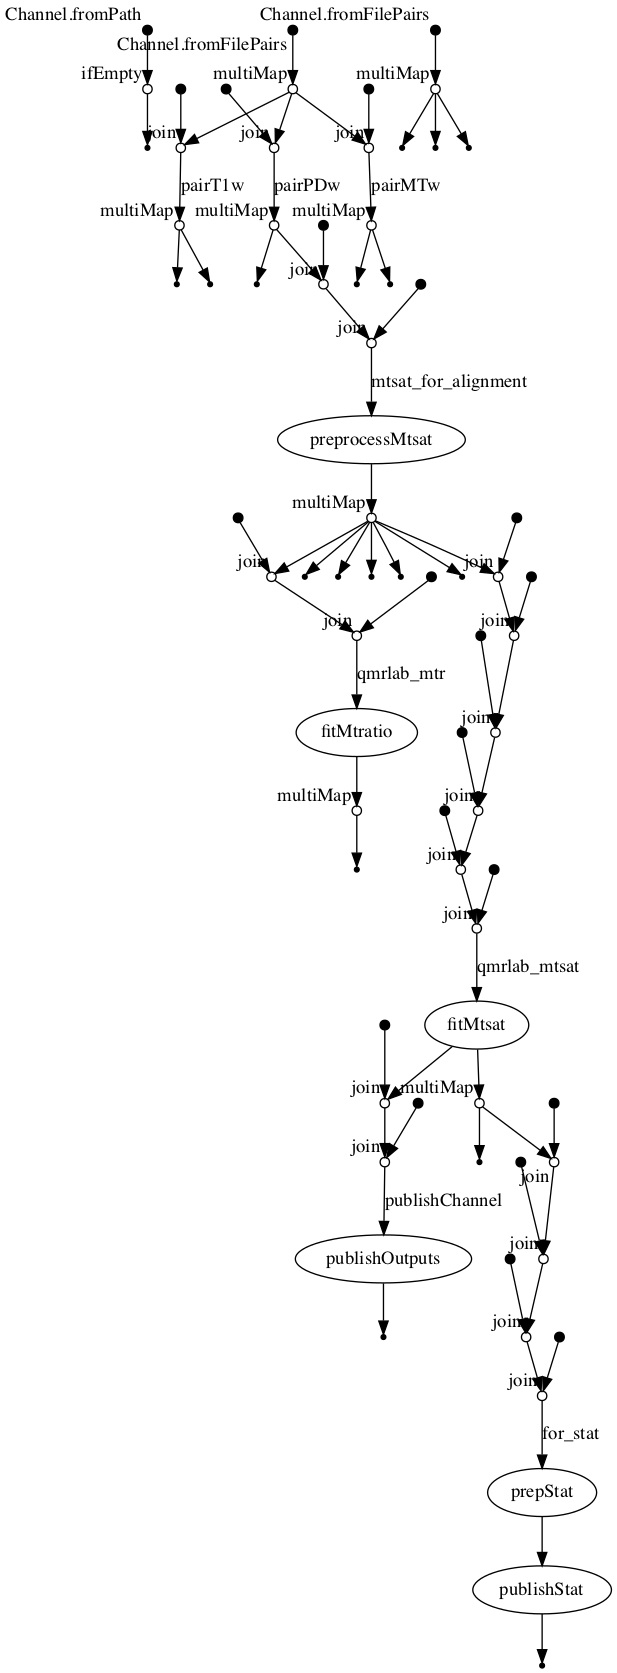 Channel.fromPath
Channel.fromFilePairs
Channel.fromFilePairs
ifEmpty
multiMap
multiMap
join
join
join
pairT1w
pairPDw
pairMTw
multiMap
multiMap
multiMap
join
join
mtsat_for_alignment
preprocessMtsat
multiMap
join
join
join
join
qmrlab_mtr
join
fitMtratio
multiMap
join
join
join
qmrlab_mtsat
fitMtsat
join
multiMap
join
join
publishChannel
join
publishOutputs
join
join
for_stat
prepStat
publishStat